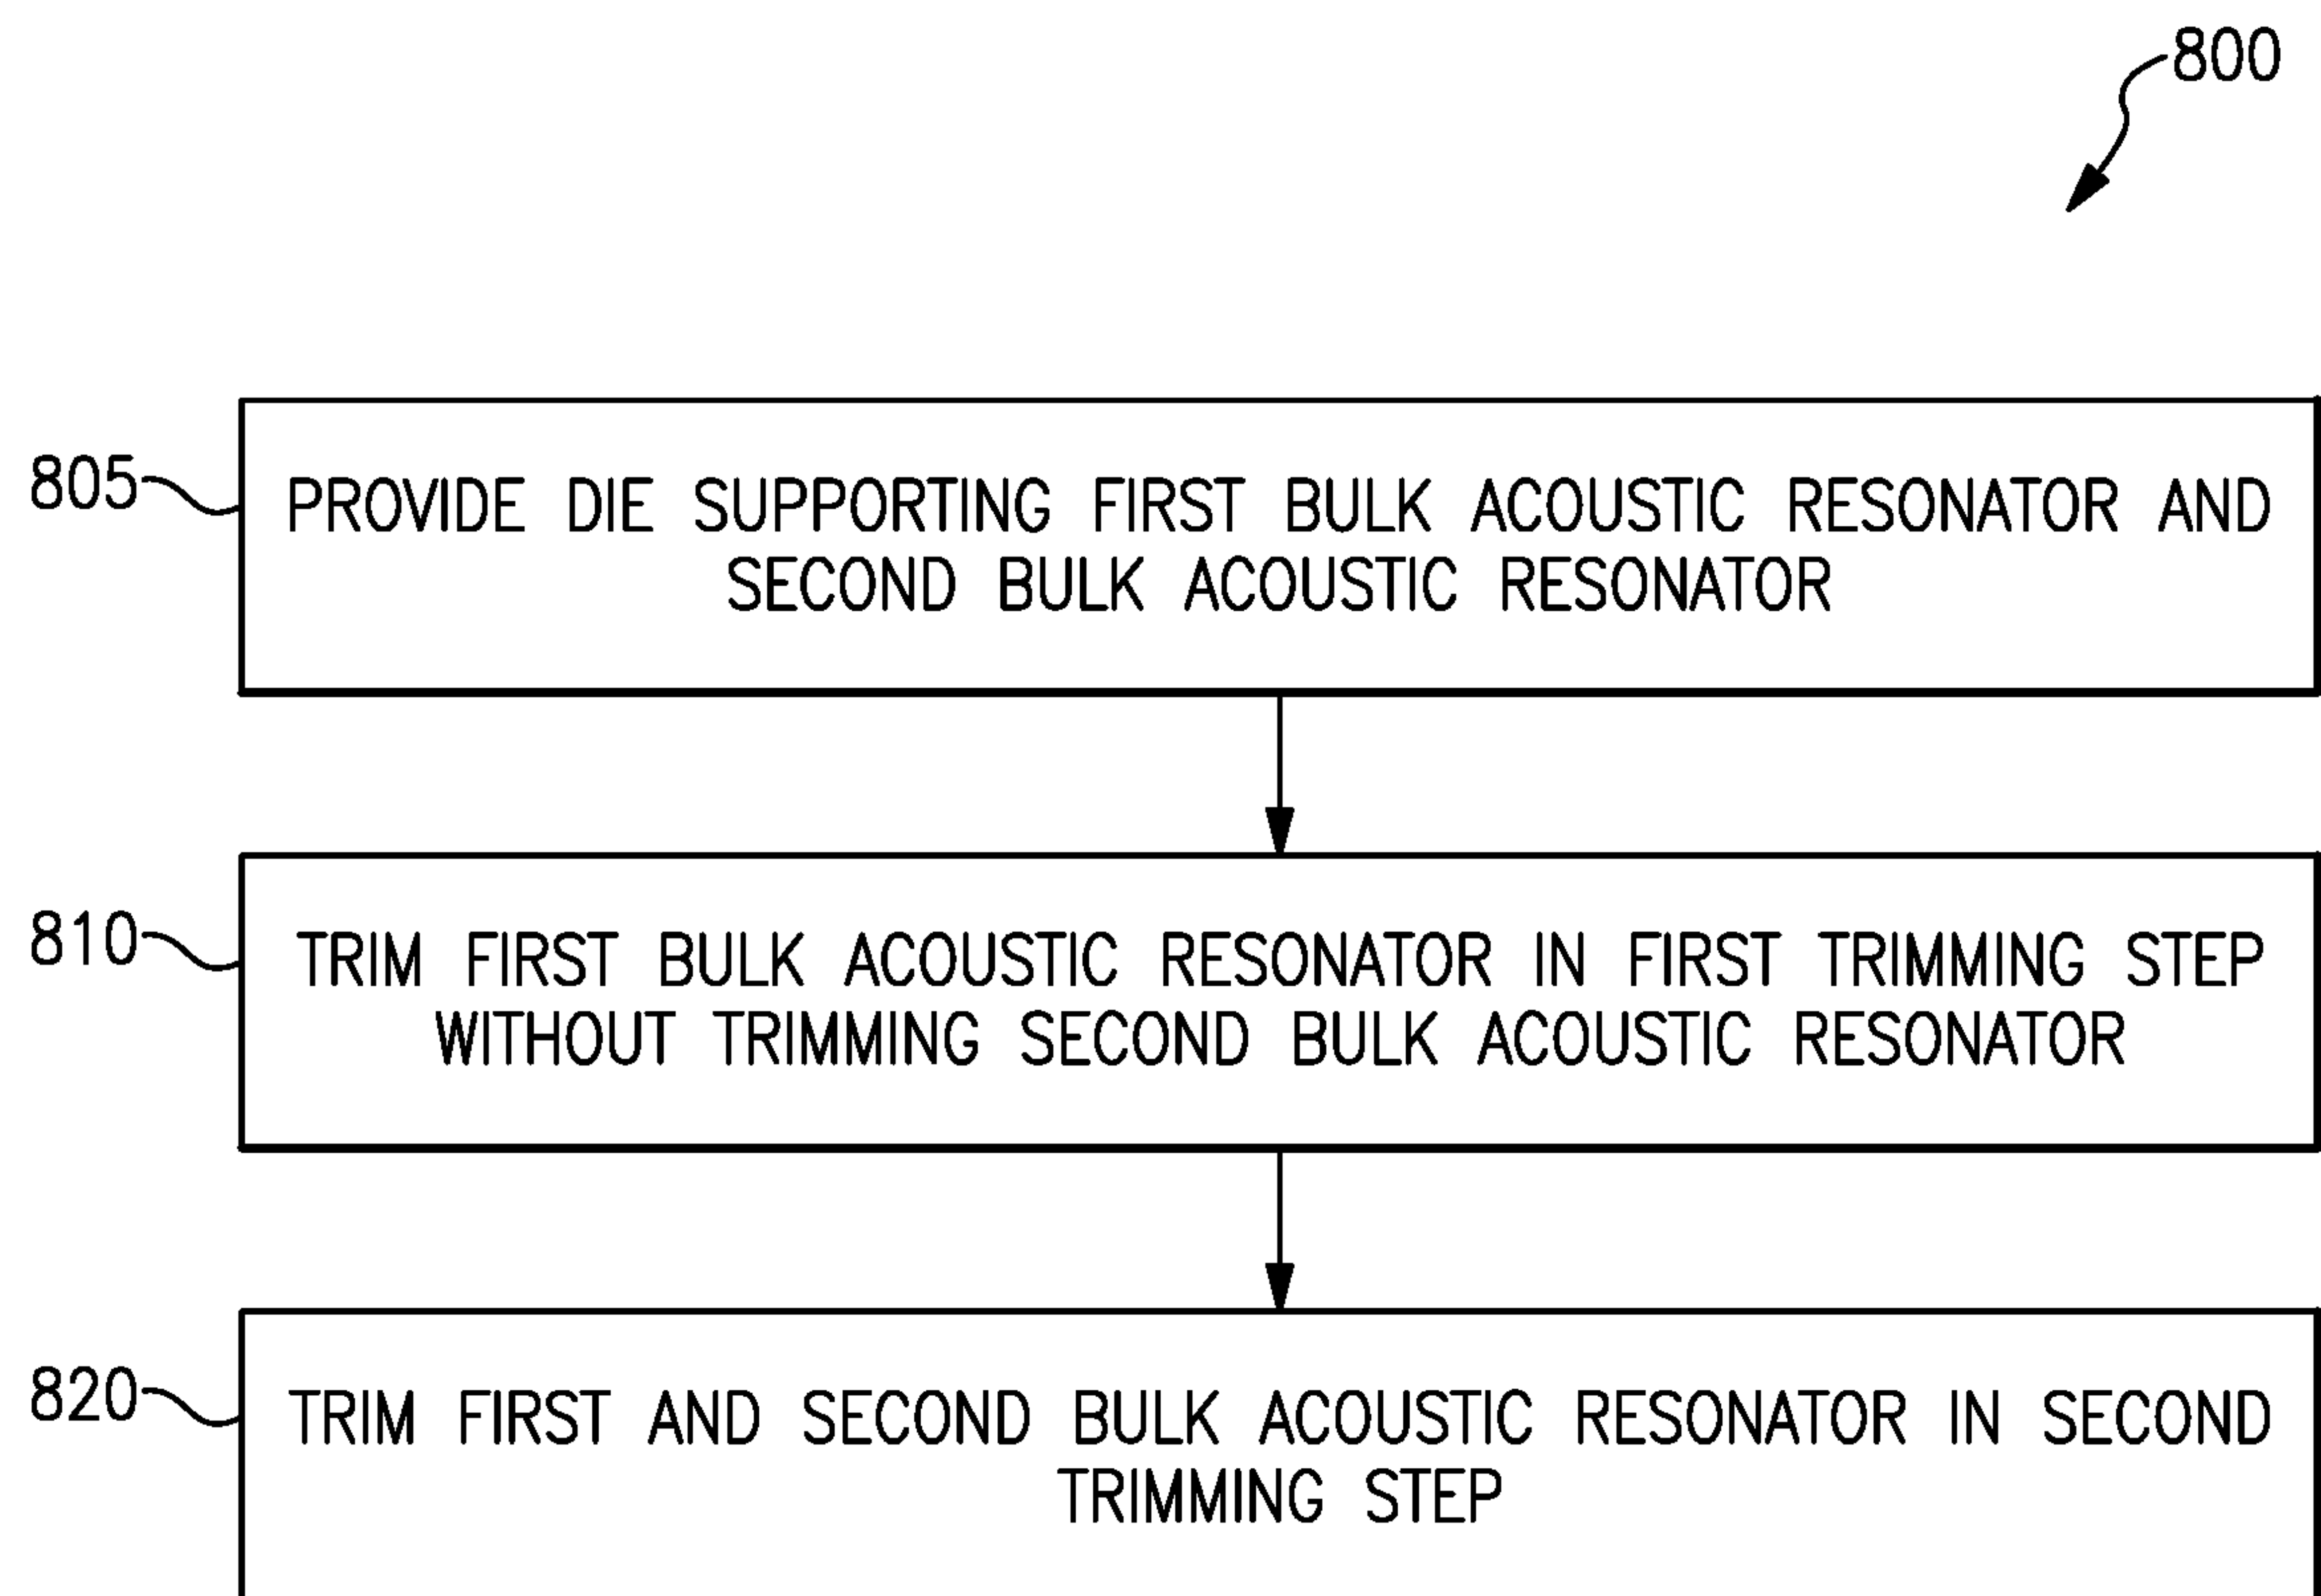 800
805
PROVIDE DIE SUPPORTING FIRST BULK ACOUSTIC RESONATOR AND
SECOND BULK ACOUSTIC RESONATOR
810
TRIM FIRST BULK ACOUSTIC RESONATOR IN FIRST TRIMMING STEP
WITHOUT TRIMMING SECOND BULK ACOUSTIC RESONATOR
820
TRIM FIRST AND SECOND BULK ACOUSTIC RESONATOR IN SECOND
TRIMMING STEP